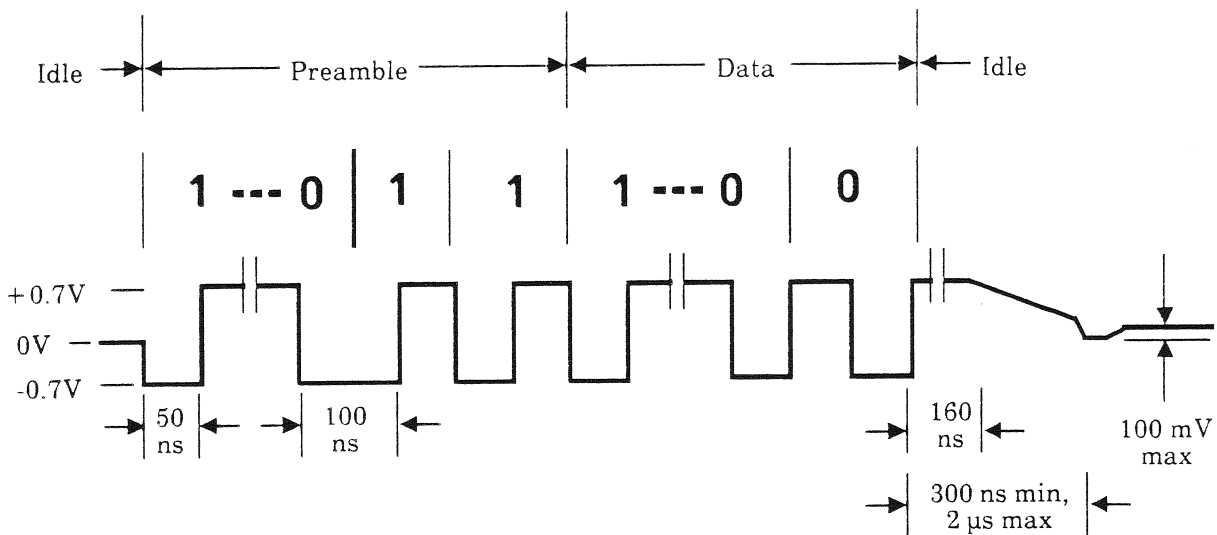 Idle Preamble Data Idle
1 --- 0 1 1 1 --- 0 0
+0.7V
0V
-0.7V
50 ns
100 ns
160 ns
100 mV max
300 ns min,
2 μs max